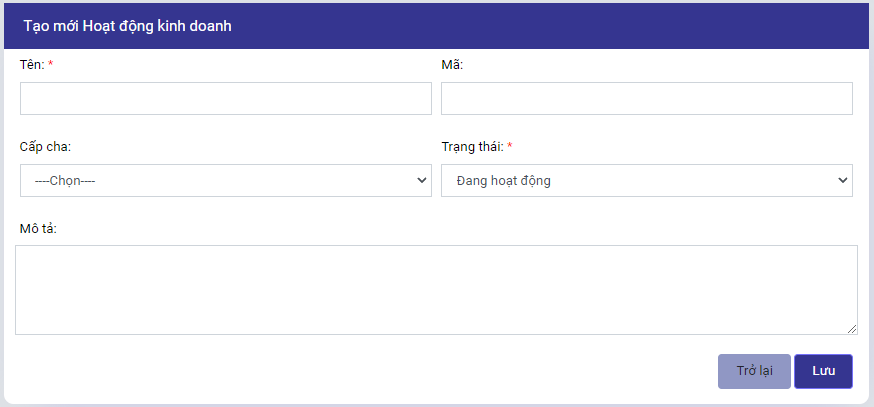 Tạo mới Hoạt động kinh doanh
Tên: *
Mã:
Cấp cha:
Trạng thái: *
----Chọn----
Đang hoạt động
Mô tả:
Trở lại
Lưu